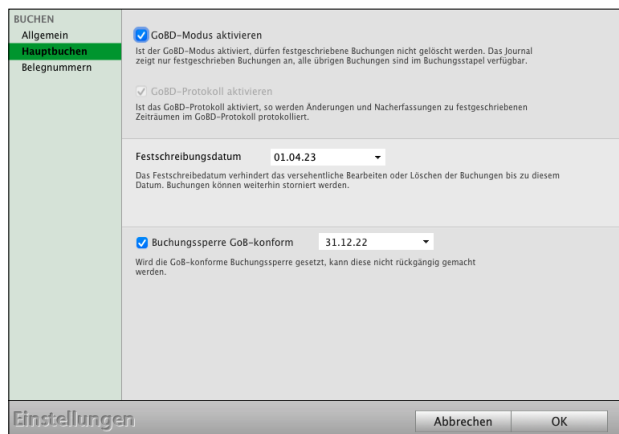 BUCHEN
Allgemein
Hauptbuchen
Belegnummern
GoBD-Modus aktivieren
Ist der GoBD-Modus aktiviert, dürfen festgeschriebene Buchungen nicht gelöscht werden. Das Journal
zeigt nur festgeschrieben Buchungen an, alle übrigen Buchungen sind im Buchungsstapel verfügbar.
GoBD-Protokoll aktivieren
Ist das GoBD-Protokoll aktiviert, so werden Änderungen und Nacherfassungen zu festgeschriebenen
Zeiträumen im GoBD-Protokoll protokolliert.
Festschreibungsdatum 01.04.23
Das Festschreibedatum verhindert das versehentliche Bearbeiten oder Löschen der Buchungen bis zu diesem
Datum. Buchungen können weiterhin storniert werden.
Buchungssperre GoB-konform 31.12.22
Wird die GoB-konforme Buchungssperre gesetzt, kann diese nicht rückgängig gemacht
werden.
Einstellungen
Abbrechen OK